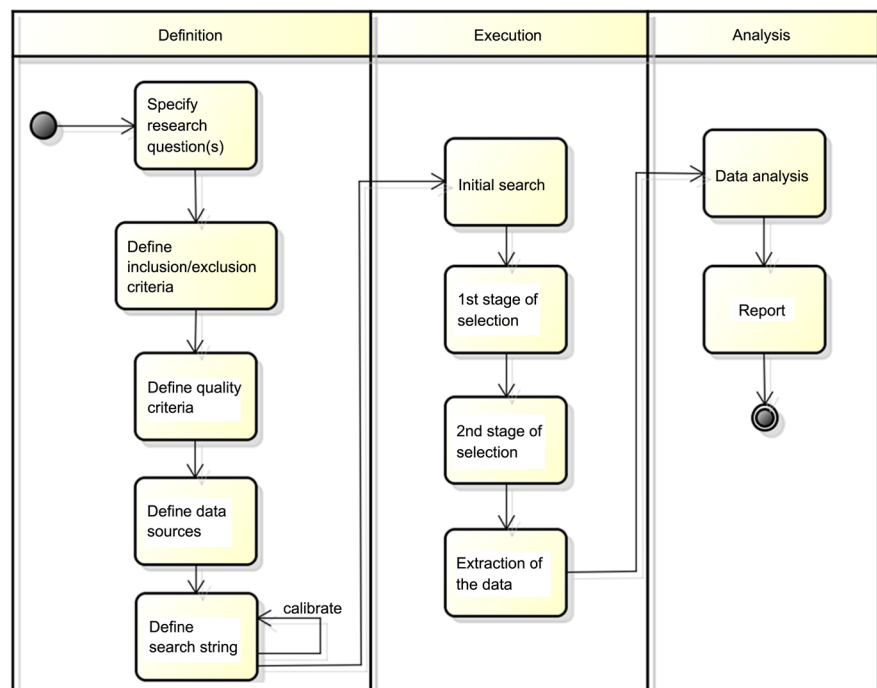 Definition
Execution
Analysis
Specify
research
question(s)
Define
inclusion/exclusion
criteria
Define quality
criteria
Define data
sources
Define
search string
calibrate
Initial search
1st stage of
selection
2nd stage of
selection
Extraction of
the data
Data analysis
Report